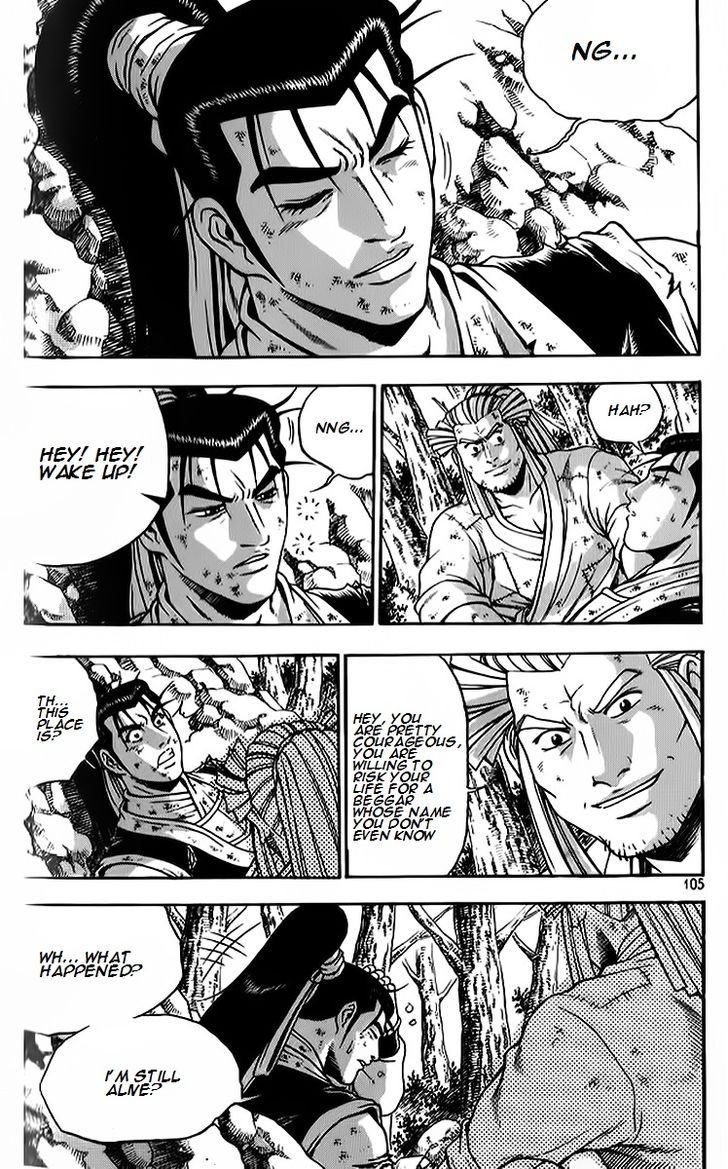 NG...
HEY! HEY!
WAKE UP!
NNG...
HAH?
TH...
THIS
PLACE
IS?
HEY, YOU
ARE PRETTY
COURAGEOUS,
YOU ARE
WILLING TO
RISK YOUR
LIFE FOR A
BEGGAR
WHOSE NAME
YOU DON'T
EVEN KNOW
105
WH... WHAT
HAPPENED?
I'M STILL
ALIVE?